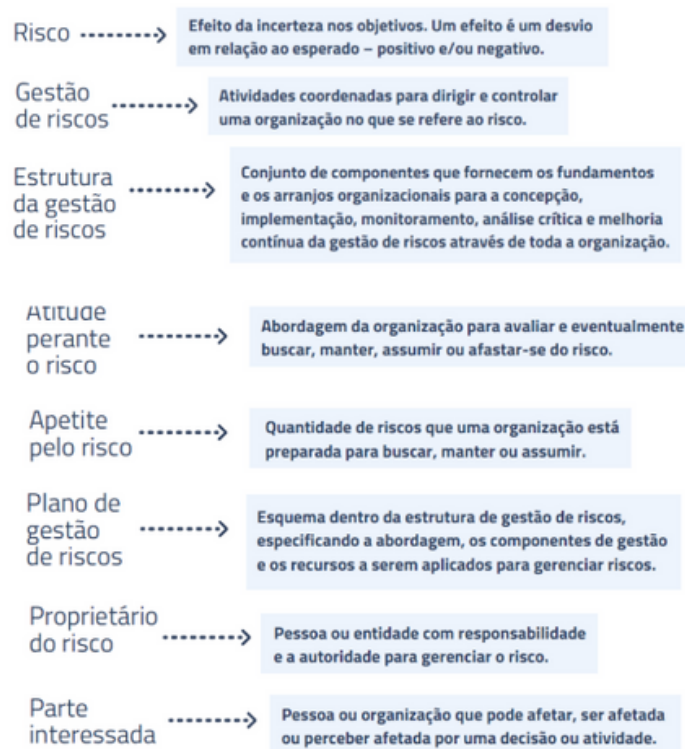 Risco
Efeito da incerteza nos objetivos. Um efeito é um desvio
em relação ao esperado – positivo e/ou negativo.
Gestão
de riscos
Atividades coordenadas para dirigir e controlar
uma organização no que se refere ao risco.
Estrutura
da gestão
de riscos
Conjunto de componentes que fornecem os fundamentos
e os arranjos organizacionais para a concepção,
implementação, monitoramento, análise crítica e melhoria
contínua da gestão de riscos através de toda a organização.
Atitude
perante
o risco
Abordagem da organização para avaliar e eventualmente
buscar, manter, assumir ou afastar-se do risco.
Apetite
pelo risco
Quantidade de riscos que uma organização está
preparada para buscar, manter ou assumir.
Plano de
gestão
de riscos
Esquema dentro da estrutura de gestão de riscos,
especificando a abordagem, os componentes de gestão
e os recursos a serem aplicados para gerenciar riscos.
Proprietário
do risco
Pessoa ou entidade com responsabilidade
e a autoridade para gerenciar o risco.
Parte
interessada
Pessoa ou organização que pode afetar, ser afetada
ou perceber afetada por uma decisão ou atividade.